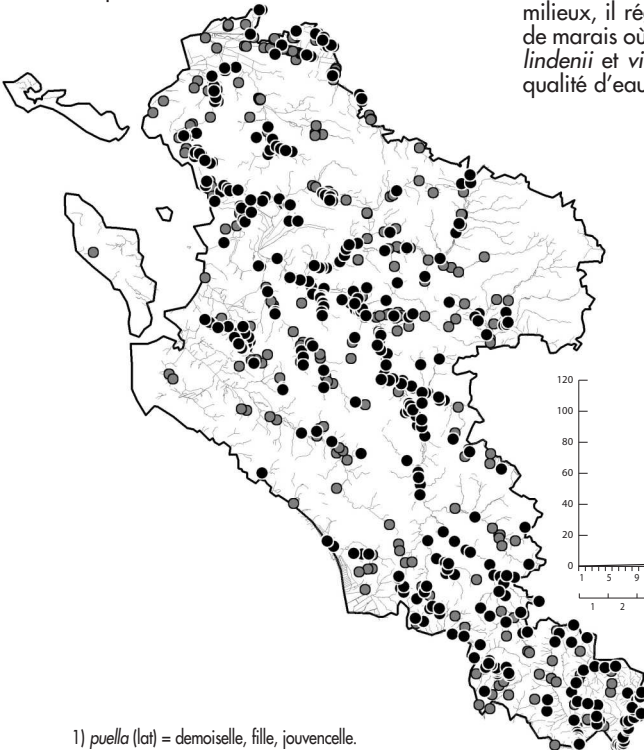 milieux, il ré
de marais où
lindenii et vi
qualité d'eau
120
100
80
60
40
20
0
1 5 9
1 2
1) puella (lat) = demoiselle, fille, jouvencelle.